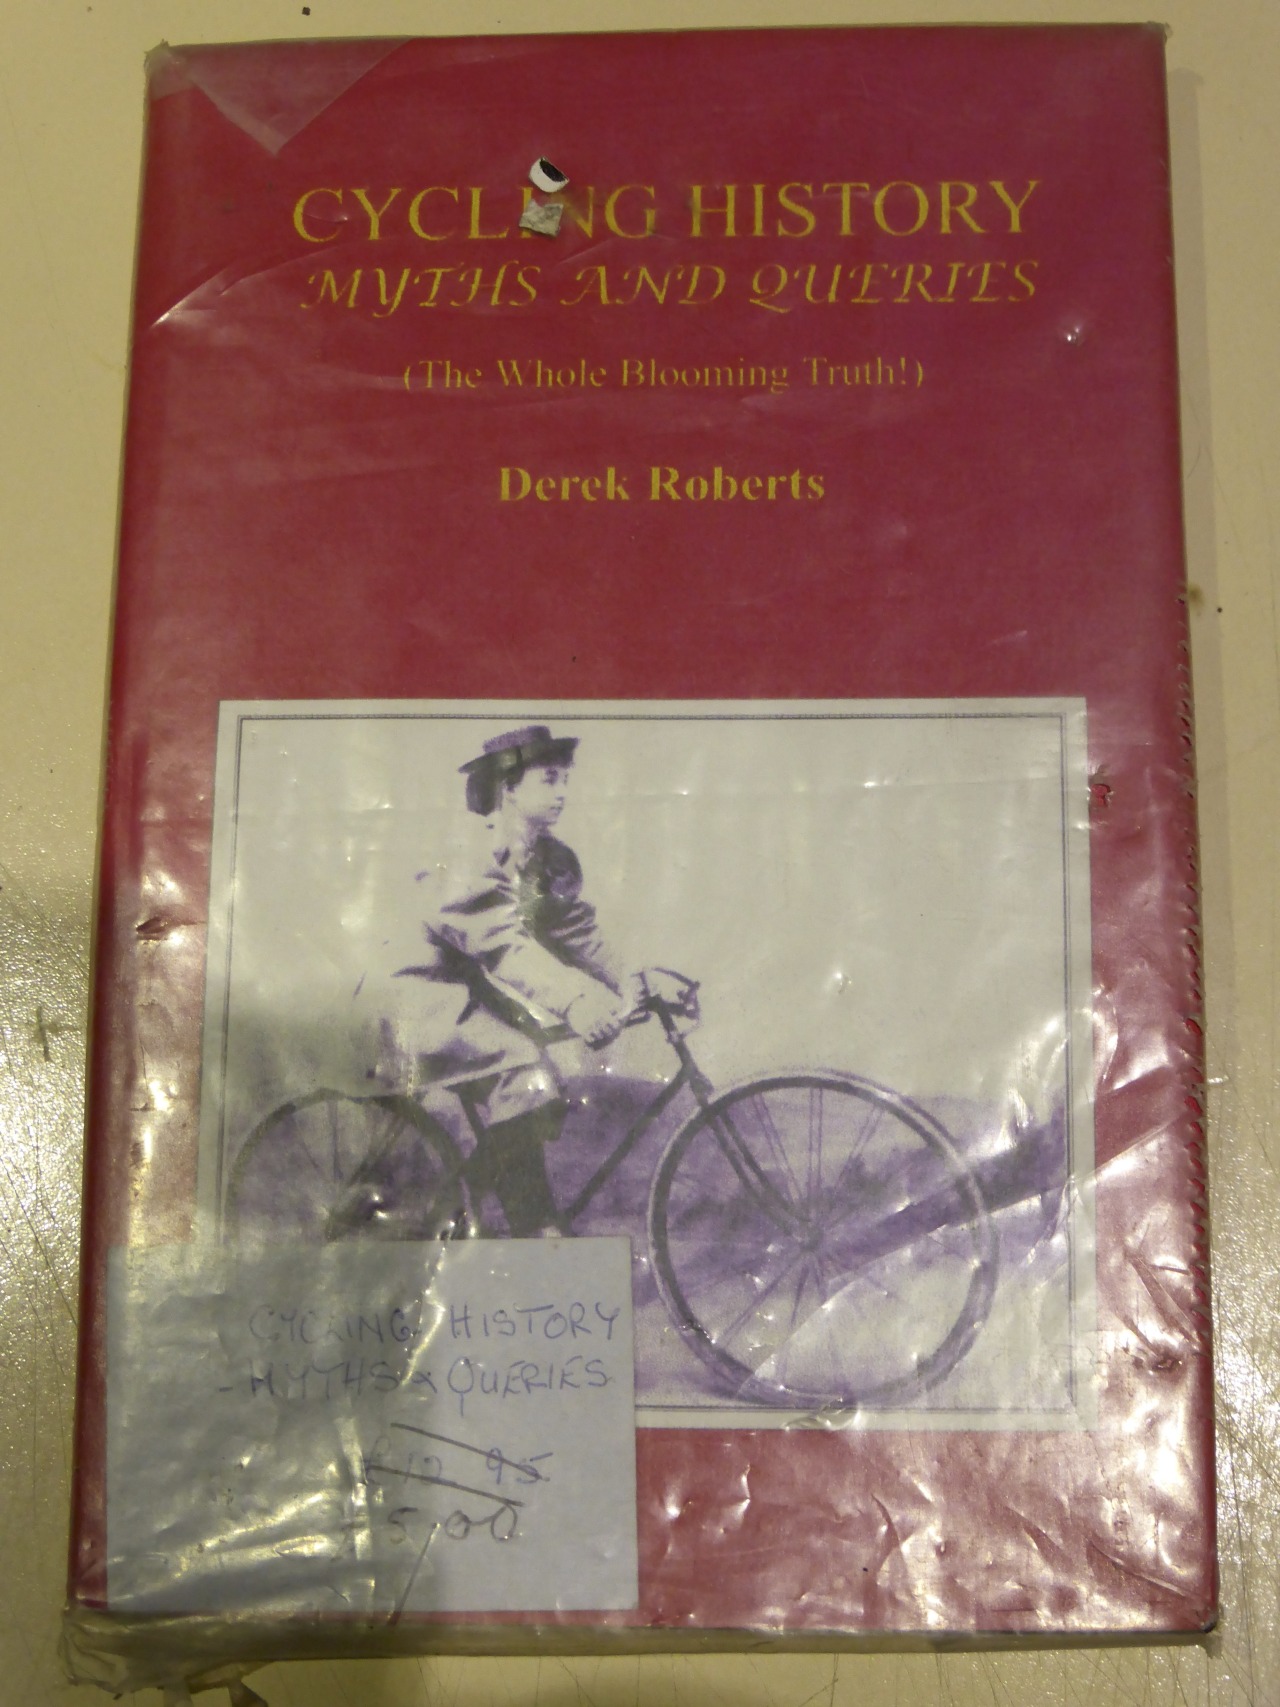 CYCLING HISTORY
MYTHS AND QUERIES
(The Whole Blooming Truth!)
Derek Roberts
CYCLING HISTORY
- MYTHS & QUERIES
£12 95
£5,00